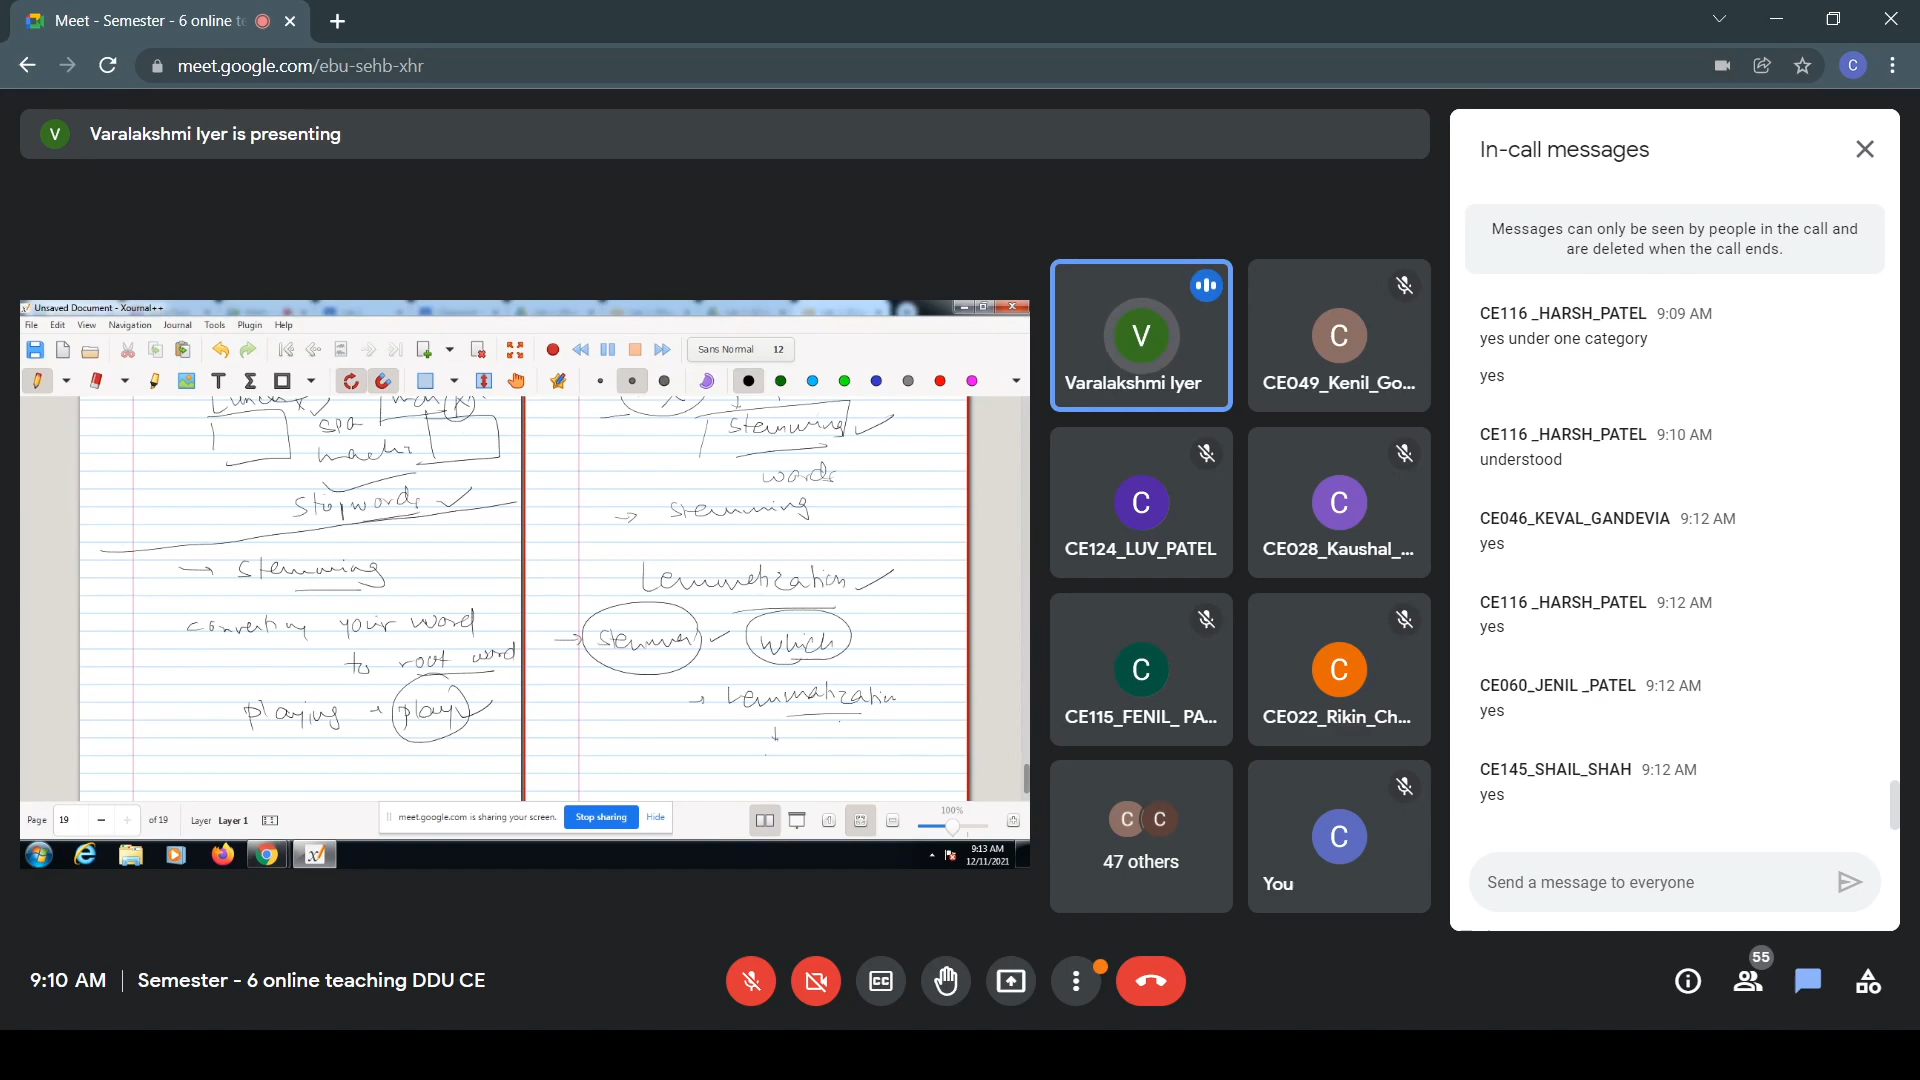 Meet - Semester - 6 online te
meet.google.com/ebu-sehb-xhr
C
V
Varalakshmi Iyer is presenting
Unsaved Document - Xournal++
File Edit View Navigation Journal Tools Plugin Help
Sans Normal 12
spa
stopwords
→ stemming
converting your word
to root word
playing → play
stemming
words
→ stemming
Lemmetization
→ stemmer which
→ Lemmatization
Page 19 of 19 Layer Layer 1
meet.google.com is sharing your screen. Stop sharing Hide
100%
9:13 AM
12/11/2021
V
Varalakshmi Iyer
C
CE049_Kenil_Go...
C
CE124_LUV_PATEL
C
CE028_Kaushal_...
C
CE115_FENIL_ PA...
C
CE022_Rikin_Ch...
C C
47 others
C
You
In-call messages
Messages can only be seen by people in the call and
are deleted when the call ends.
CE116 _HARSH_PATEL 9:09 AM
yes under one category
yes
CE116 _HARSH_PATEL 9:10 AM
understood
CE046_KEVAL_GANDEVIA 9:12 AM
yes
CE116 _HARSH_PATEL 9:12 AM
yes
CE060_JENIL _PATEL 9:12 AM
yes
CE145_SHAIL_SHAH 9:12 AM
yes
Send a message to everyone
9:10 AM | Semester - 6 online teaching DDU CE
55